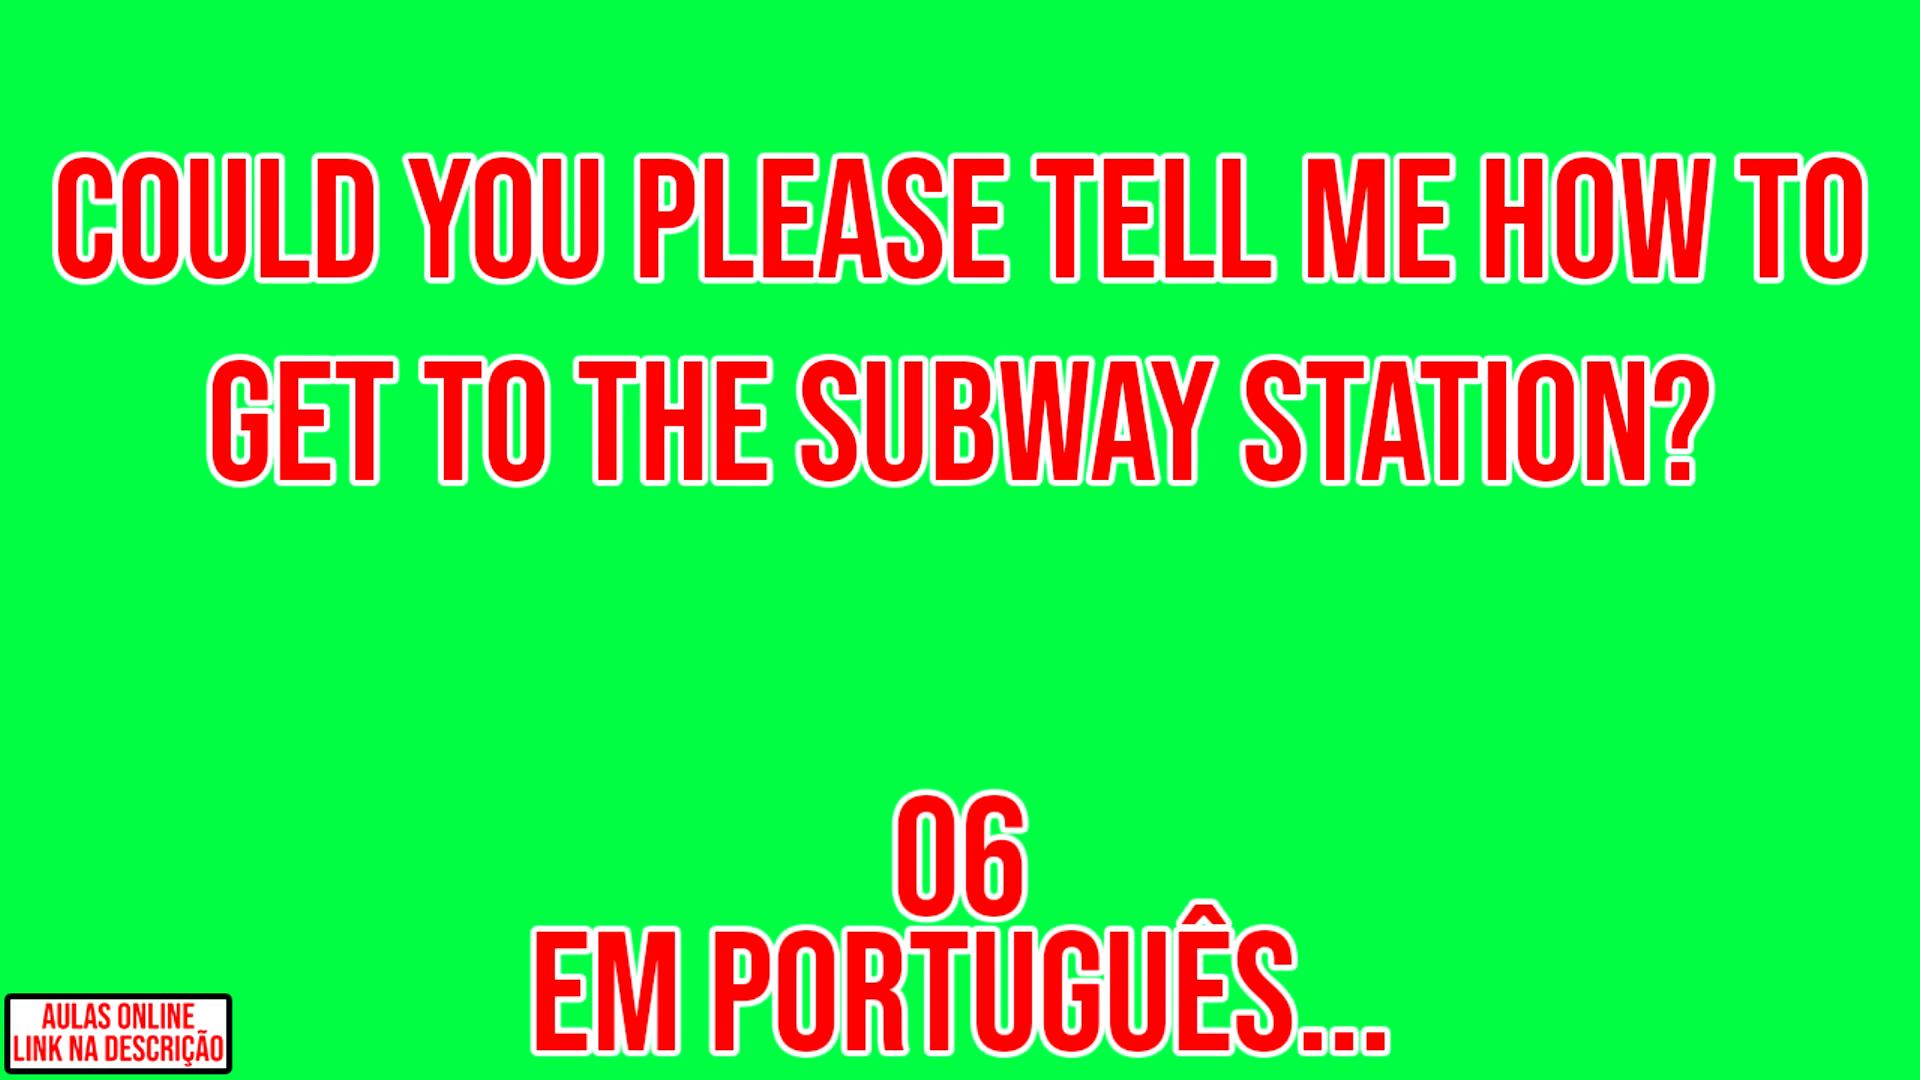 COULD YOU PLEASE TELL ME HOW TO
GET TO THE SUBWAY STATION?
06
EM PORTUGUÊS...
AULAS ONLINE
LINK NA DESCRIÇÃO